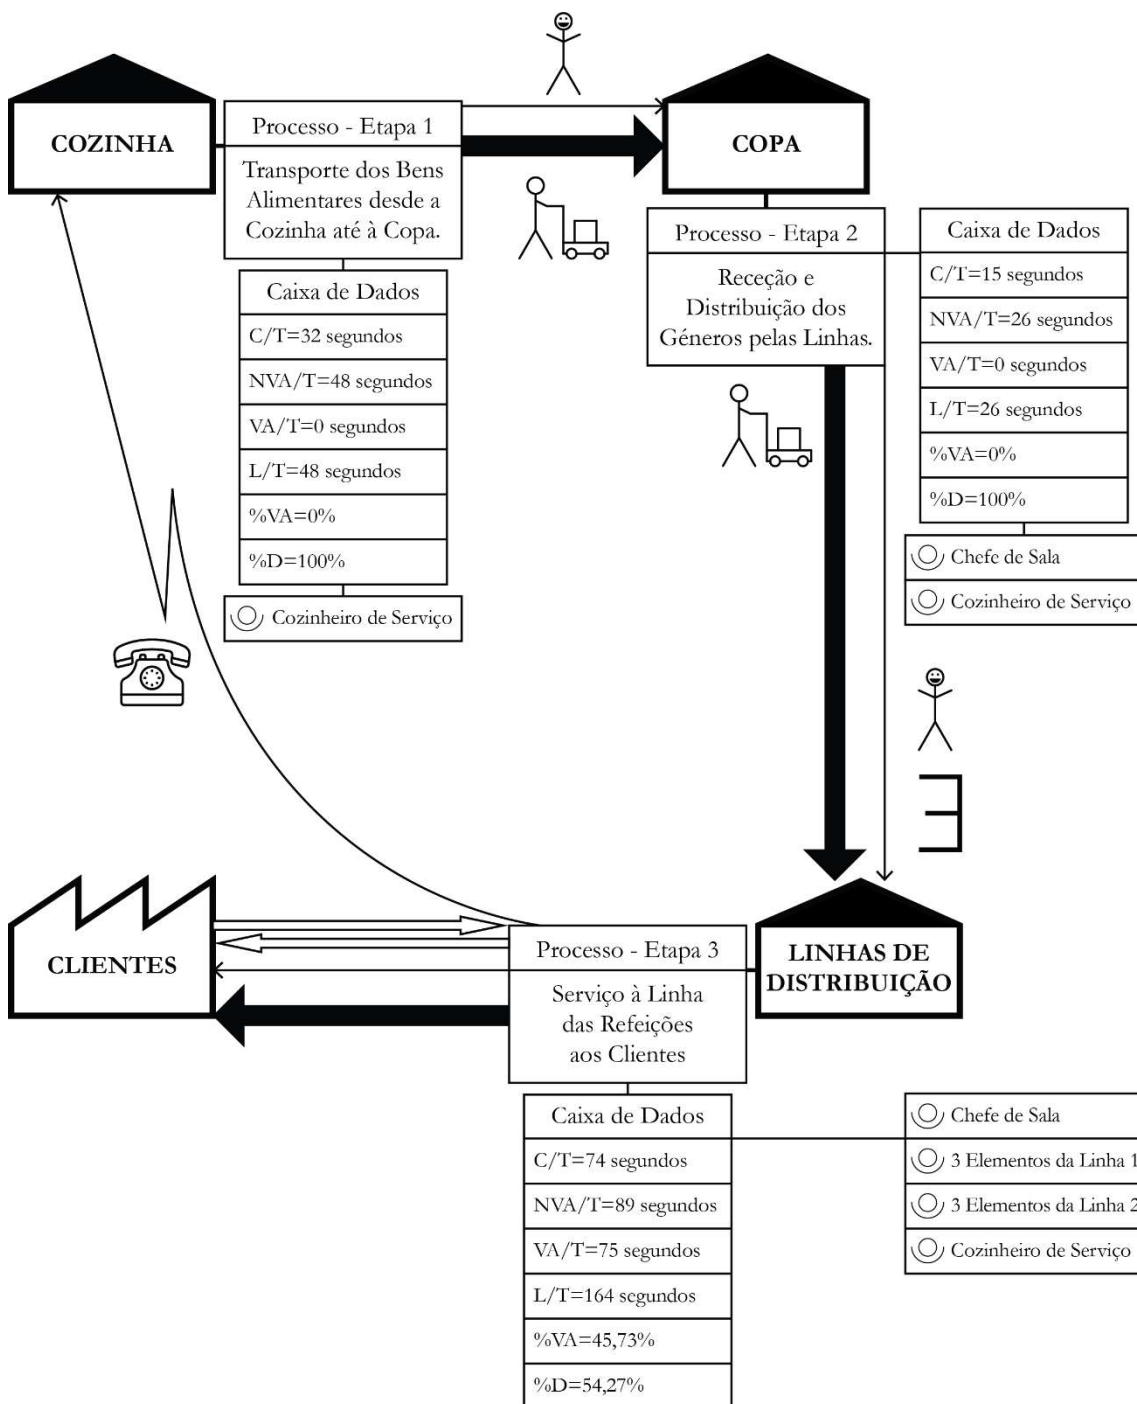 COZINHA
Processo - Etapa 1
Transporte dos Bens
Alimentares desde a
Cozinha até à Copa.
Caixa de Dados
C/T=32 segundos
NVA/T=48 segundos
VA/T=0 segundos
L/T=48 segundos
%VA=0%
%D=100%
Cozinheiro de Serviço
COPA
Processo - Etapa 2
Receção e
Distribuição dos
Géneros pelas Linhas.
Caixa de Dados
C/T=15 segundos
NVA/T=26 segundos
VA/T=0 segundos
L/T=26 segundos
%VA=0%
%D=100%
Chefe de Sala
Cozinheiro de Serviço
LINHAS DE
DISTRIBUIÇÃO
Processo - Etapa 3
Serviço à Linha
das Refeições
aos Clientes
CLIENTES
Caixa de Dados
C/T=74 segundos
NVA/T=89 segundos
VA/T=75 segundos
L/T=164 segundos
%VA=45,73%
%D=54,27%
Chefe de Sala
3 Elementos da Linha 1
3 Elementos da Linha 2
Cozinheiro de Serviço